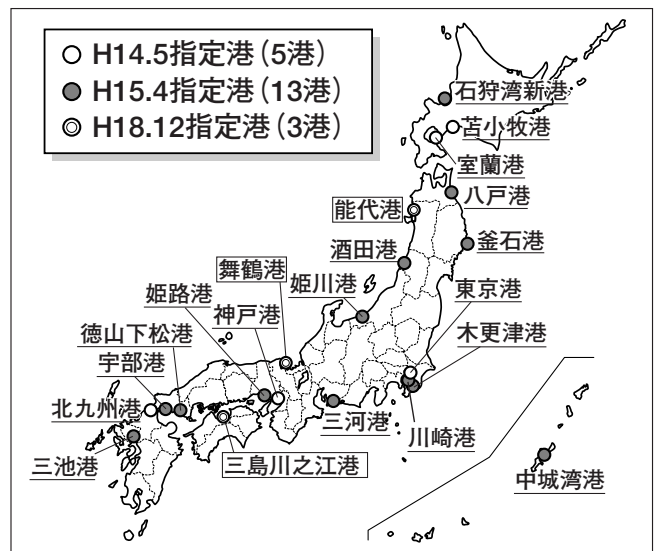 ○ H14.5指定港（5港）
● H15.4指定港（13港）
◎ H18.12指定港（3港）
石狩湾新港
苫小牧港
室蘭港
八戸港
能代港
釜石港
酒田港
舞鶴港
姫川港
東京港
姫路港
神戸港
木更津港
徳山下松港
宇部港
北九州港
三河港
川崎港
三池港
三島川之江港
中城湾港